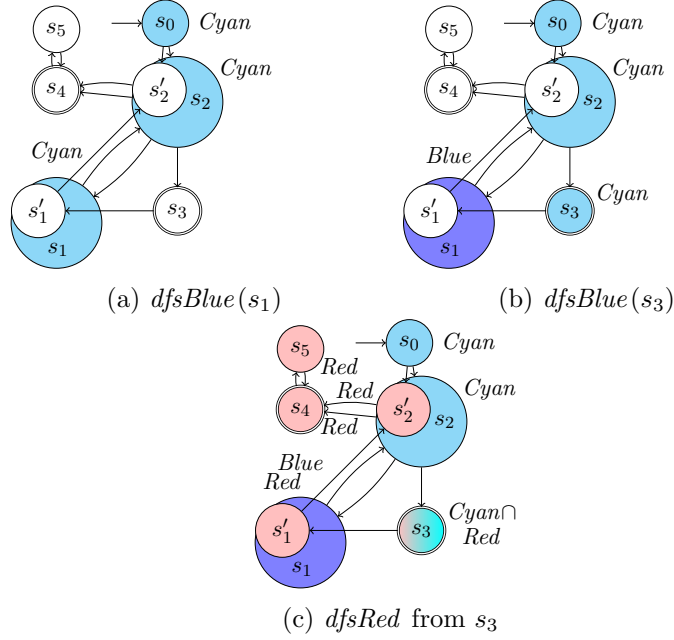 s₅
s₀ Cyan
Cyan
s₄
s′₂
s₂
Cyan
s′₁
s₁
s₃
(a) dfsBlue(s₁)
s₅
s₀ Cyan
Cyan
s₄
s′₂
s₂
Blue
Cyan
s′₁
s₁
s₃
(b) dfsBlue(s₃)
s₅
s₀ Cyan
Red
Cyan
Red
s₄
s′₂
s₂
Red
Blue
Red
Cyan∩
Red
s′₁
s₁
s₃
(c) dfsRed from s₃